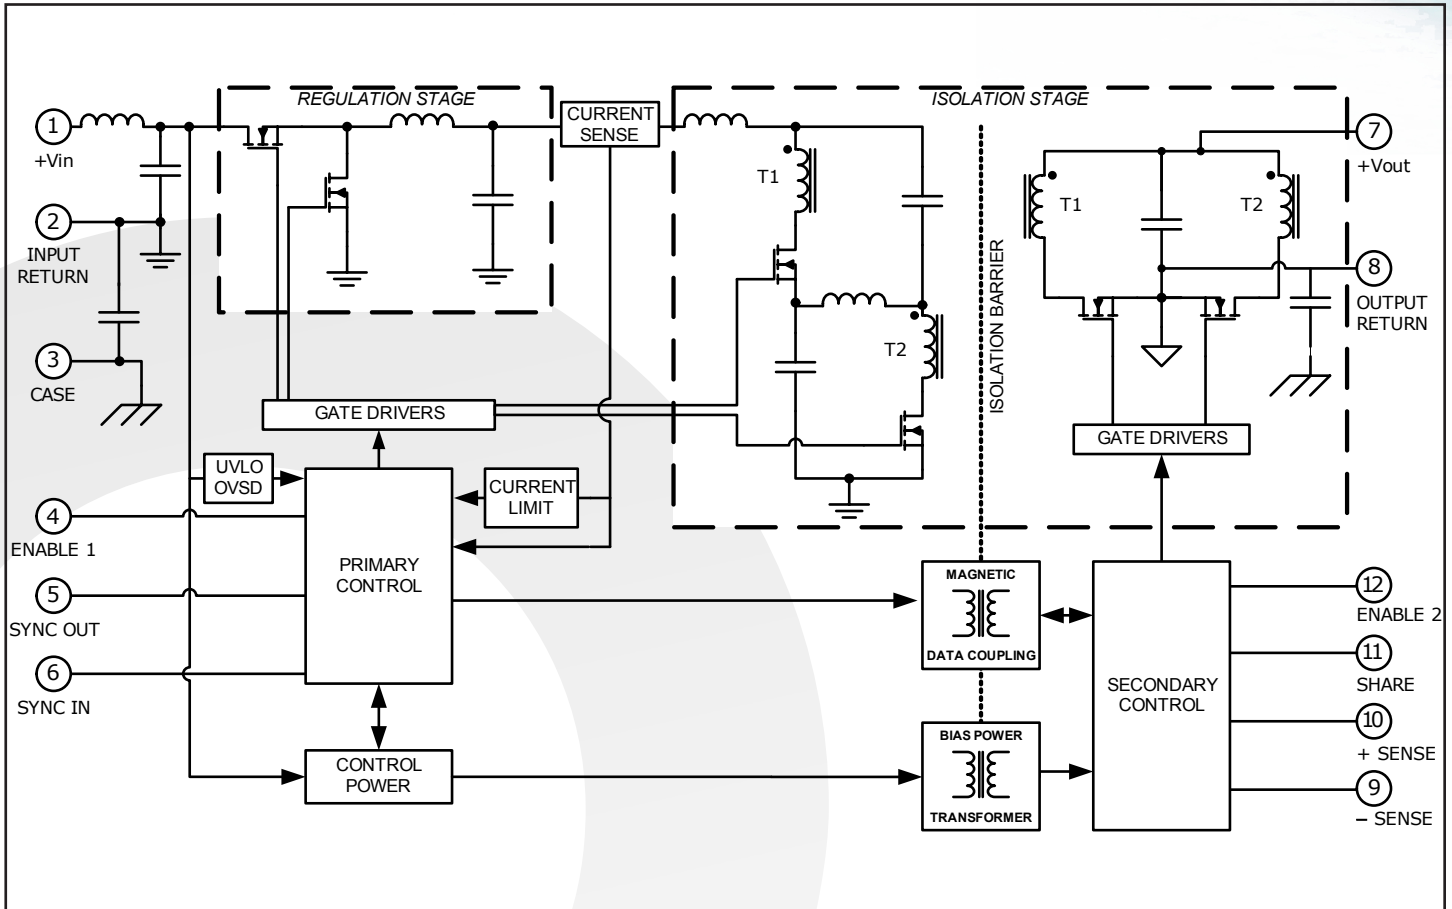 REGULATION STAGE
ISOLATION STAGE
1
+Vin
CURRENT
SENSE
7
+Vout
T1
T1
T2
2
INPUT
RETURN
ISOLATION BARRIER
8
OUTPUT
RETURN
3
CASE
T2
GATE DRIVERS
GATE DRIVERS
UVLO
OVSD
CURRENT
LIMIT
4
ENABLE 1
PRIMARY
CONTROL
5
SYNC OUT
6
SYNC IN
MAGNETIC
DATA COUPLING
12
ENABLE 2
11
SHARE
SECONDARY
CONTROL
10
+ SENSE
9
– SENSE
CONTROL
POWER
BIAS POWER
TRANSFORMER